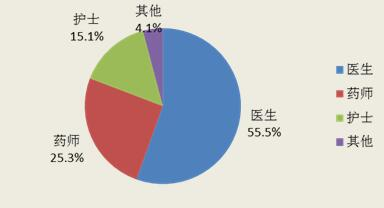 其他
4.1%
护士
15.1%
医生
55.5%
药师
25.3%
医生
药师
护士
其他